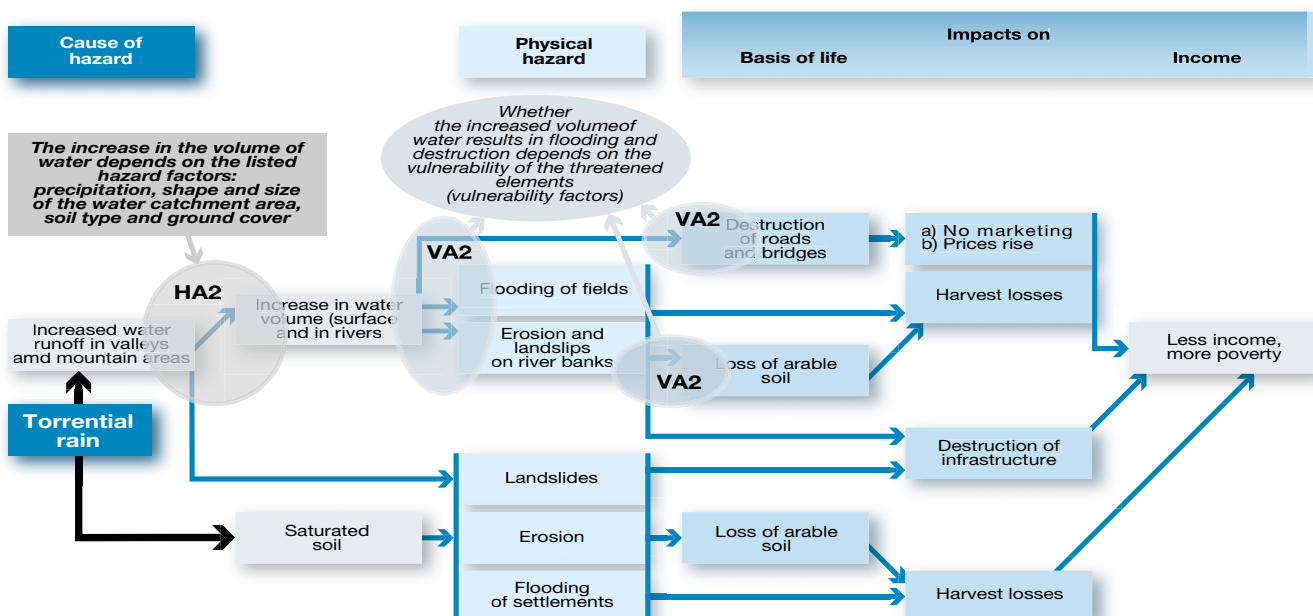 Cause of
hazard
Physical
hazard
Impacts on
Basis of life
Income
The increase in the volume of
water depends on the listed
hazard factors:
precipitation, shape and size
of the water catchment area,
soil type and ground cover
Whether
the increased volumeof
water results in flooding and
destruction depends on the
vulnerability of the threatened
elements
(vulnerability factors)
HA2
VA2
VA2
VA2
Destruction
of roads
and bridges
a) No marketing
b) Prices rise
Increase in water
volume (surface
and in rivers
Flooding of fields
Harvest losses
Increased water
runoff in valleys
amd mountain areas
Erosion and
landslips
on river banks
Loss of arable
soil
Less income,
more poverty
Torrential
rain
Destruction of
infrastructure
Landslides
Saturated
soil
Erosion
Loss of arable
soil
Flooding
of settlements
Harvest losses